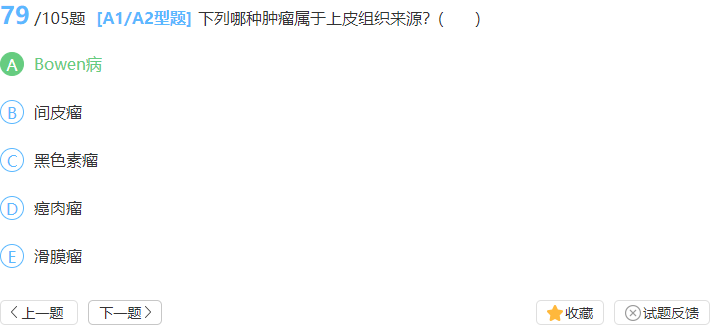 79 /105题 [A1/A2型题] 下列哪种肿瘤属于上皮组织来源?( )
A Bowen病
B 间皮瘤
C 黑色素瘤
D 癌肉瘤
E 滑膜瘤
上一题 下一题 收藏 试题反馈